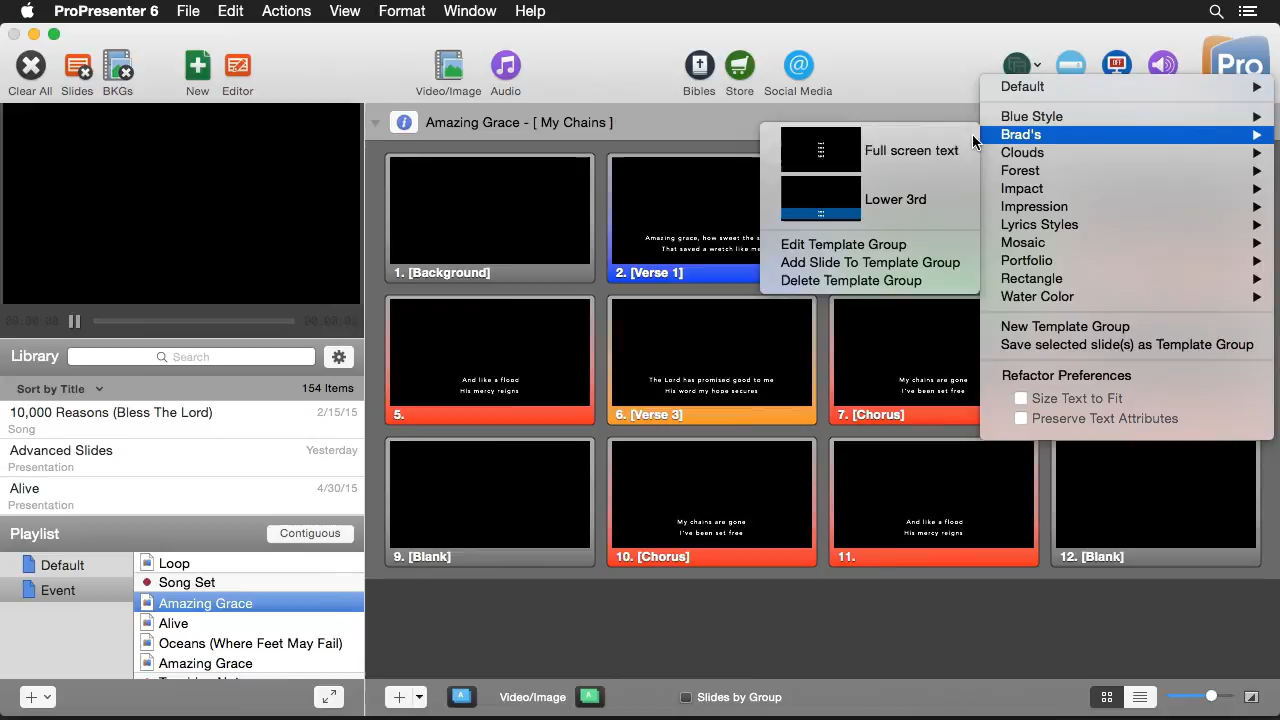 ProPresenter 6 File Edit Actions View Format Window Help
Clear All Slides BKGs New Editor Video/Image Audio Bibles Store Social Media
OFF
Pro
Default
Blue Style
Brad's
Clouds
Forest
Impact
Impression
Lyrics Styles
Mosaic
Portfolio
Rectangle
Water Color
New Template Group
Save selected slide(s) as Template Group
Refactor Preferences
Size Text to Fit
Preserve Text Attributes
Full screen text
Lower 3rd
Edit Template Group
Add Slide To Template Group
Delete Template Group
Amazing Grace - [ My Chains ]
1. [Background]
Amazing grace, how sweet the s
That saved a wretch like me
2. [Verse 1]
And like a flood
His mercy reigns
5.
The Lord has promised good to me
His word my hope secures
6. [Verse 3]
My chains are gone
I've been set free
7. [Chorus]
9. [Blank]
My chains are gone
I've been set free
10. [Chorus]
And like a flood
His mercy reigns
11.
12. [Blank]
Library Search
Sort by Title 154 Items
10,000 Reasons (Bless The Lord) 2/15/15
Song
Advanced Slides Yesterday
Presentation
Alive 4/30/15
Presentation
Playlist Contiguous
Default
Event
Loop
Song Set
Amazing Grace
Alive
Oceans (Where Feet May Fail)
Amazing Grace
Video/Image
Slides by Group